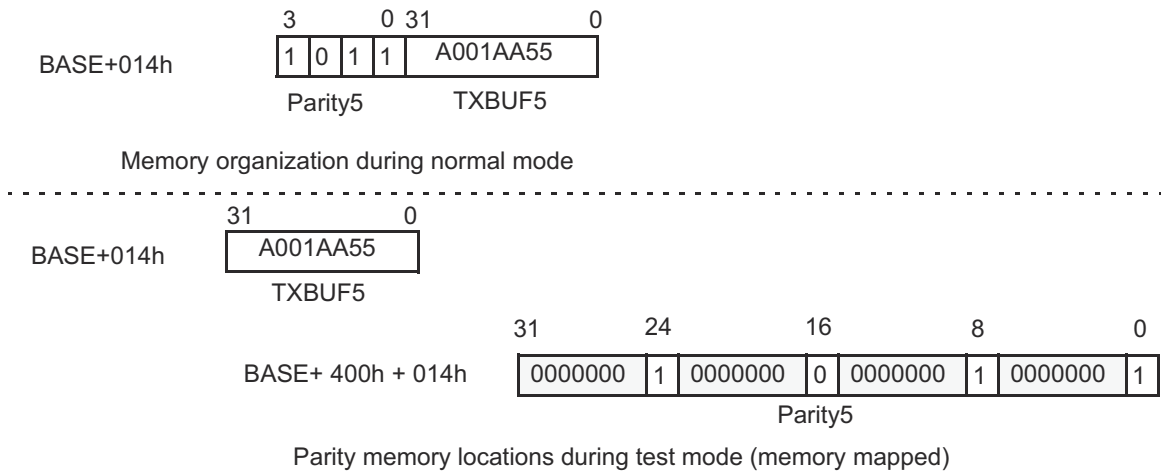 3 0 31 0
BASE+014h 1 0 1 1 A001AA55
Parity5 TXBUF5
Memory organization during normal mode
31 0
BASE+014h A001AA55
TXBUF5
31 24 16 8 0
BASE+ 400h + 014h 0000000 1 0000000 0 0000000 1 0000000 1
Parity5
Parity memory locations during test mode (memory mapped)